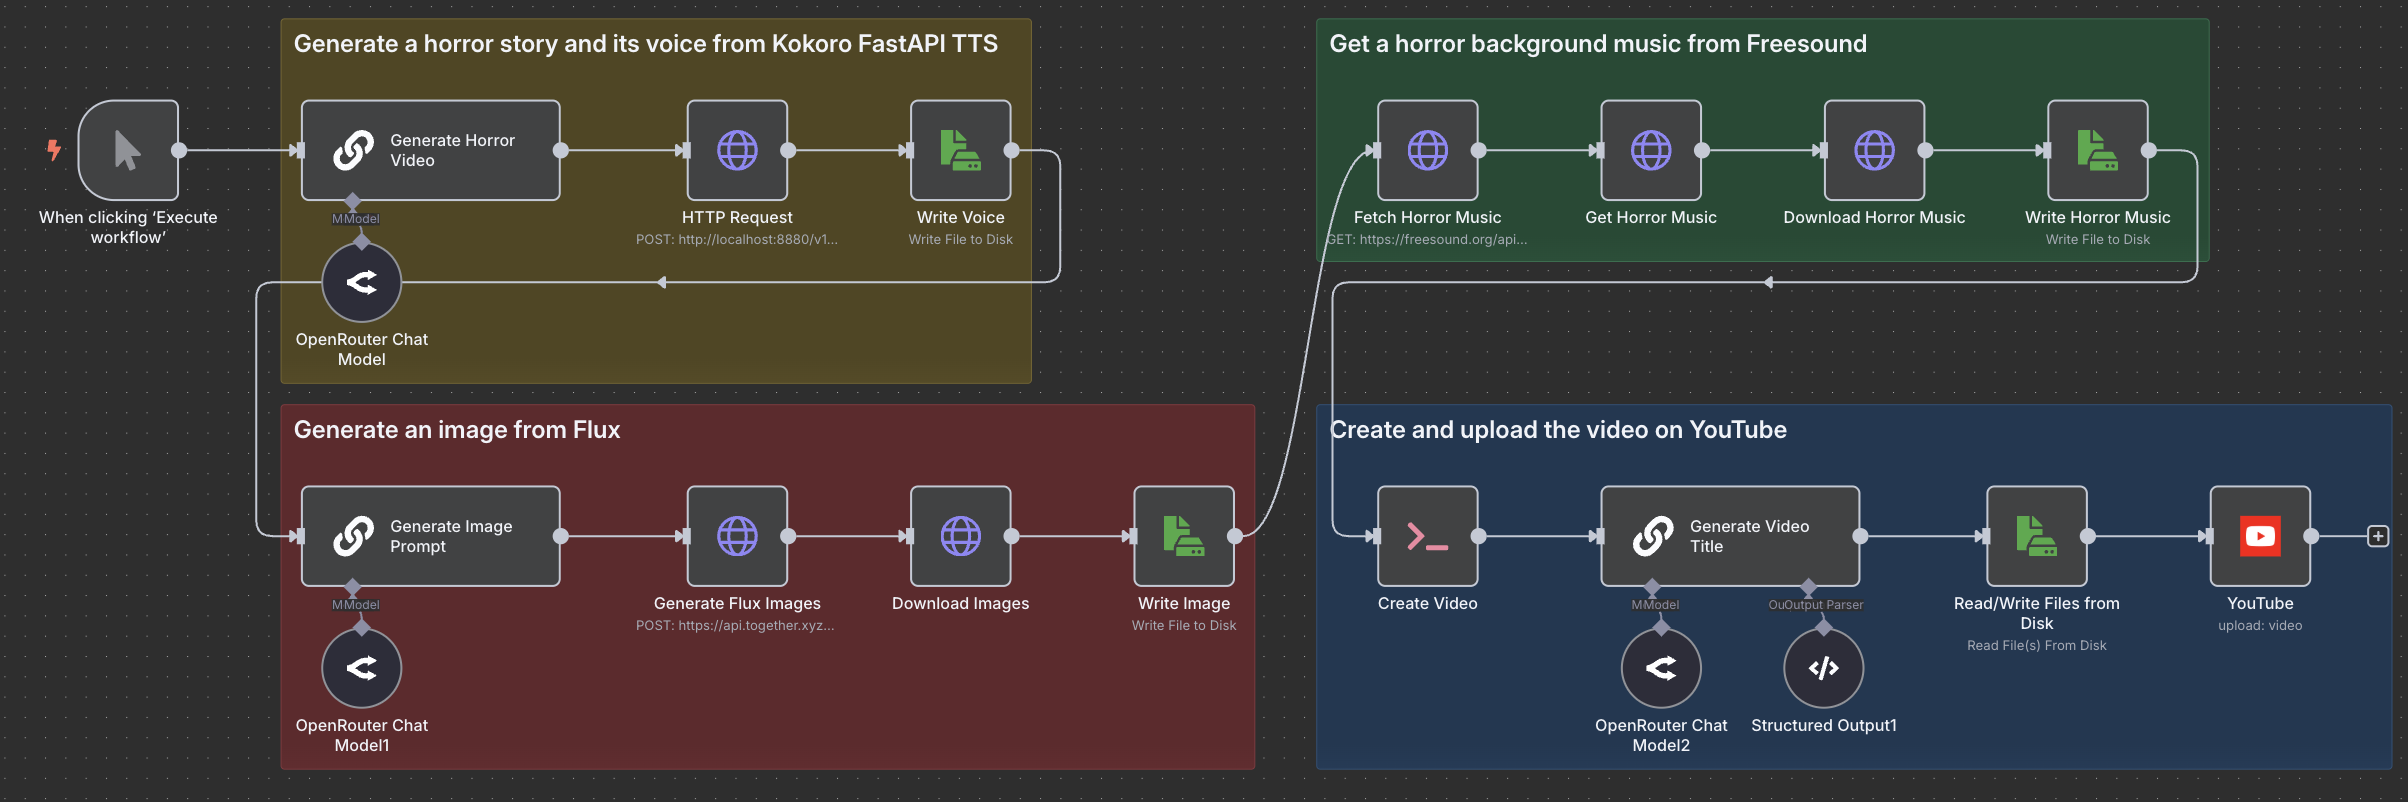 Generate a horror story and its voice from Kokoro FastAPI TTS
Generate Horror
Video
Model
When clicking ‘Execute
workflow’
HTTP Request
POST: http://localhost:8880/v1...
Write Voice
Write File to Disk
OpenRouter Chat
Model
Get a horror background music from Freesound
Fetch Horror Music
GET: https://freesound.org/api...
Get Horror Music
Download Horror Music
Write Horror Music
Write File to Disk
Generate an image from Flux
Generate Image
Prompt
Model
Generate Flux Images
POST: https://api.together.xyz...
Download Images
Write Image
Write File to Disk
OpenRouter Chat
Model1
Create and upload the video on YouTube
Create Video
Generate Video
Title
Model
Output Parser
Read/Write Files from
Disk
Read File(s) From Disk
YouTube
upload: video
OpenRouter Chat
Model2
Structured Output1